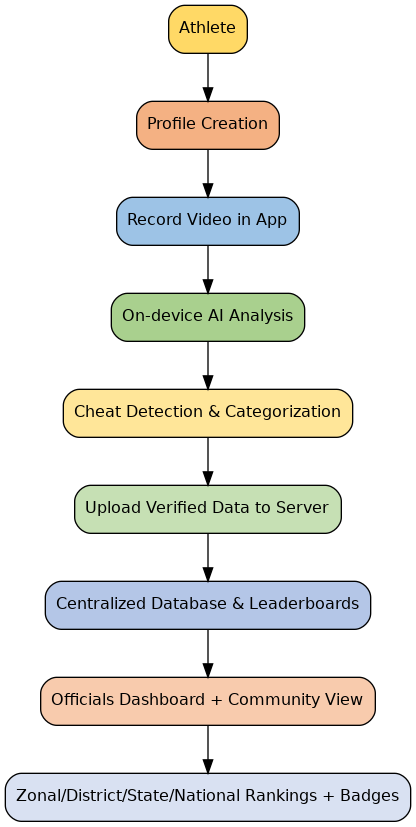 Athlete
Profile Creation
Record Video in App
On-device AI Analysis
Cheat Detection & Categorization
Upload Verified Data to Server
Centralized Database & Leaderboards
Officials Dashboard + Community View
Zonal/District/State/National Rankings + Badges